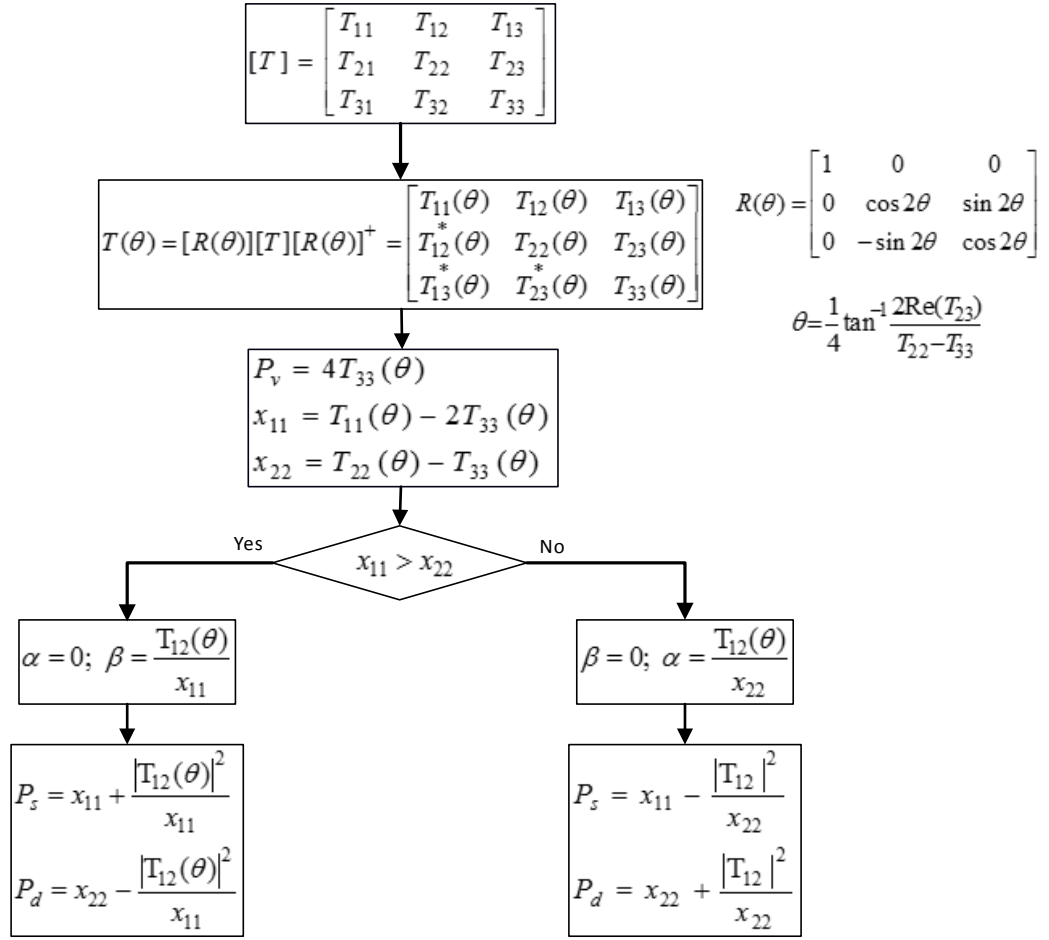 [T] = [T₁₁ T₁₂ T₁₃
T₂₁ T₂₂ T₂₃
T₃₁ T₃₂ T₃₃]
T(θ) = [R(θ)][T][R(θ)]⁺ = [T₁₁(θ) T₁₂(θ) T₁₃(θ)
T₁₂*(θ) T₂₂(θ) T₂₃(θ)
T₁₃*(θ) T₂₃*(θ) T₃₃(θ)]
R(θ) = [1 0 0
0 cos 2θ sin 2θ
0 −sin 2θ cos 2θ]
θ = 1/4 tan⁻¹ 2Re(T₂₃)/(T₂₂−T₃₃)
Pᵥ = 4T₃₃(θ)
x₁₁ = T₁₁(θ) − 2T₃₃(θ)
x₂₂ = T₂₂(θ) − T₃₃(θ)
Yes
x₁₁ > x₂₂
No
α = 0; β = T₁₂(θ)/x₁₁
β = 0; α = T₁₂(θ)/x₂₂
Pₛ = x₁₁ + |T₁₂(θ)|²/x₁₁
P_d = x₂₂ − |T₁₂(θ)|²/x₁₁
Pₛ = x₁₁ − |T₁₂|²/x₂₂
P_d = x₂₂ + |T₁₂|²/x₂₂